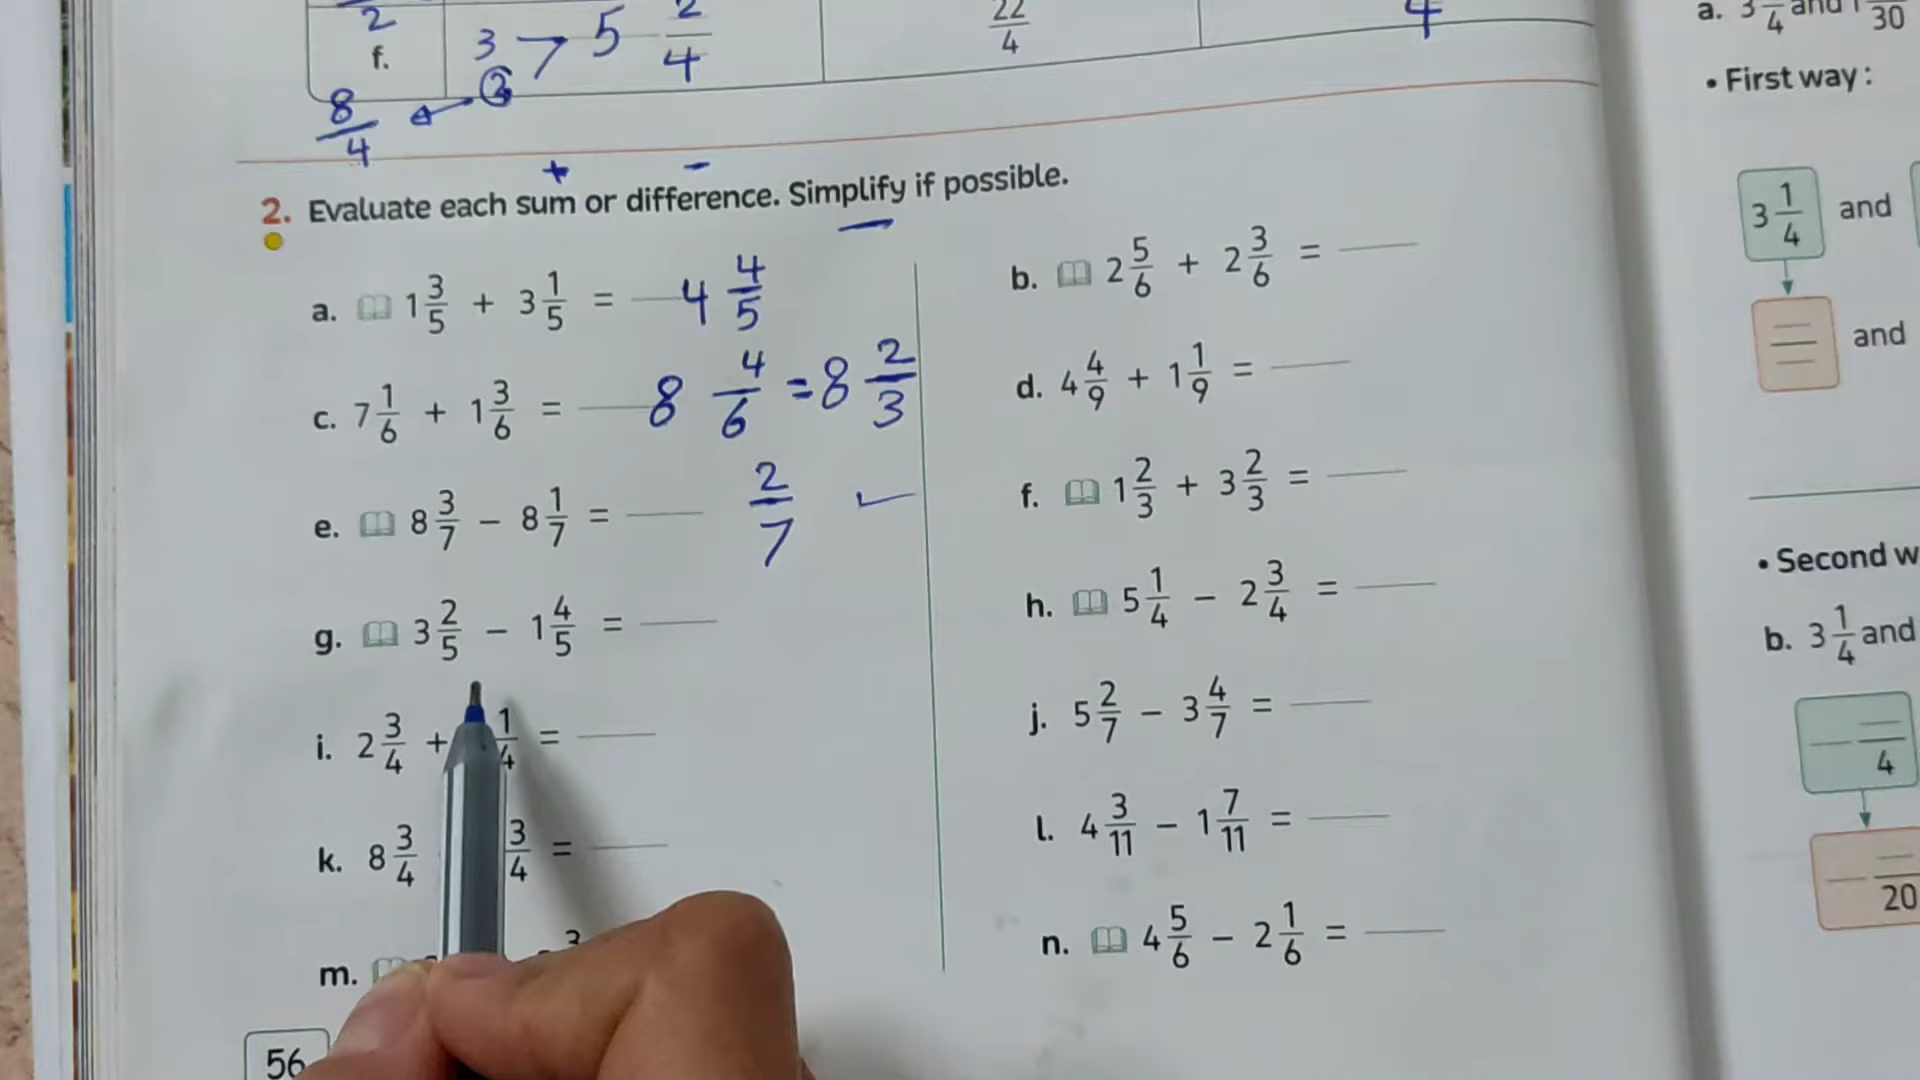 2
f. 3 7 5 2/4
22/4
4
2
8/4
+ -
2. Evaluate each sum or difference. Simplify if possible.
a. 1 3/5 + 3 1/5 = 4 4/5
b. 2 5/6 + 2 3/6 =
c. 7 1/6 + 1 3/6 = 8 4/6 = 8 2/3
d. 4 4/9 + 1 1/9 =
e. 8 3/7 - 8 1/7 = 2/7
f. 1 2/3 + 3 2/3 =
g. 3 2/5 - 1 4/5 =
h. 5 1/4 - 2 3/4 =
i. 2 3/4 + 1/4 =
j. 5 2/7 - 3 4/7 =
k. 8 3/4 3/4 =
l. 4 3/11 - 1 7/11 =
m.
n. 4 5/6 - 2 1/6 =
56
a. 3 1/4 and 1 /30
• First way :
3 1/4 and
and
• Second
b. 3 1/4 and
/4
/20